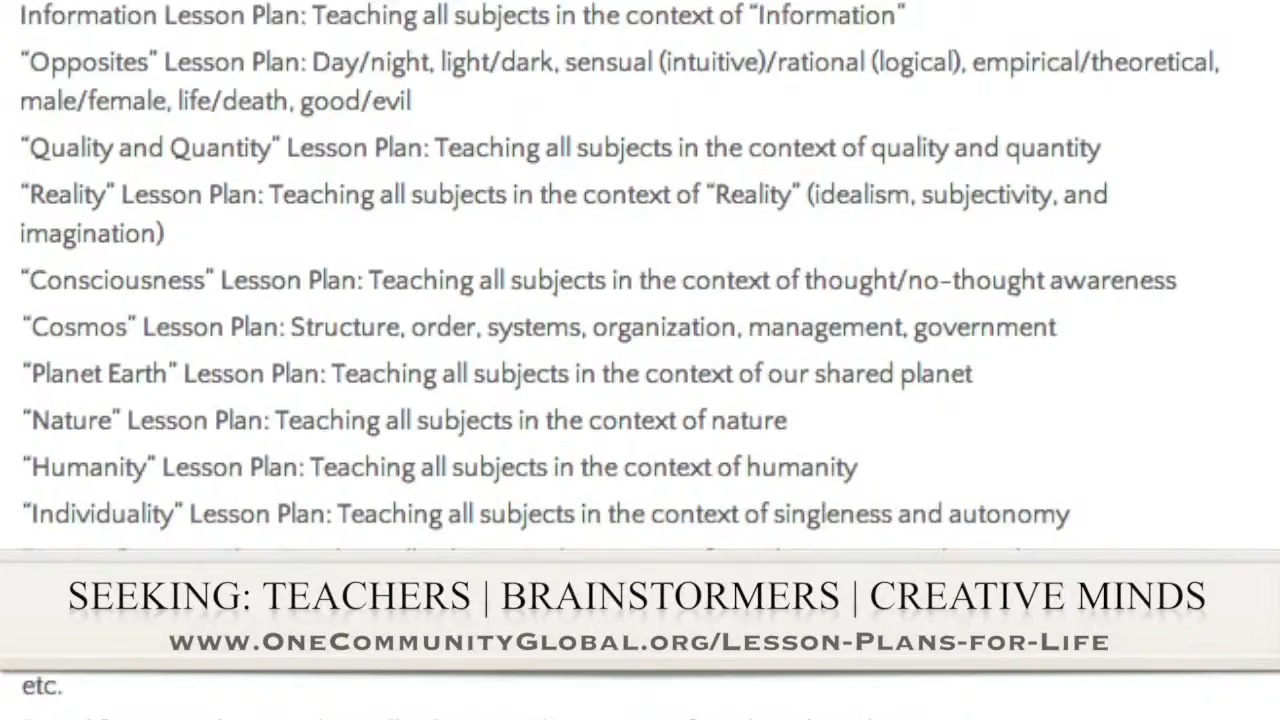 Information Lesson Plan: Teaching all subjects in the context of “Information”
“Opposites” Lesson Plan: Day/night, light/dark, sensual (intuitive)/rational (logical), empirical/theoretical,
male/female, life/death, good/evil
“Quality and Quantity” Lesson Plan: Teaching all subjects in the context of quality and quantity
“Reality” Lesson Plan: Teaching all subjects in the context of “Reality” (idealism, subjectivity, and
imagination)
“Consciousness” Lesson Plan: Teaching all subjects in the context of thought/no-thought awareness
“Cosmos” Lesson Plan: Structure, order, systems, organization, management, government
“Planet Earth” Lesson Plan: Teaching all subjects in the context of our shared planet
“Nature” Lesson Plan: Teaching all subjects in the context of nature
“Humanity” Lesson Plan: Teaching all subjects in the context of humanity
“Individuality” Lesson Plan: Teaching all subjects in the context of singleness and autonomy
SEEKING: TEACHERS | BRAINSTORMERS | CREATIVE MINDS
www.OneCommunityGlobal.org/Lesson-Plans-for-Life
etc.